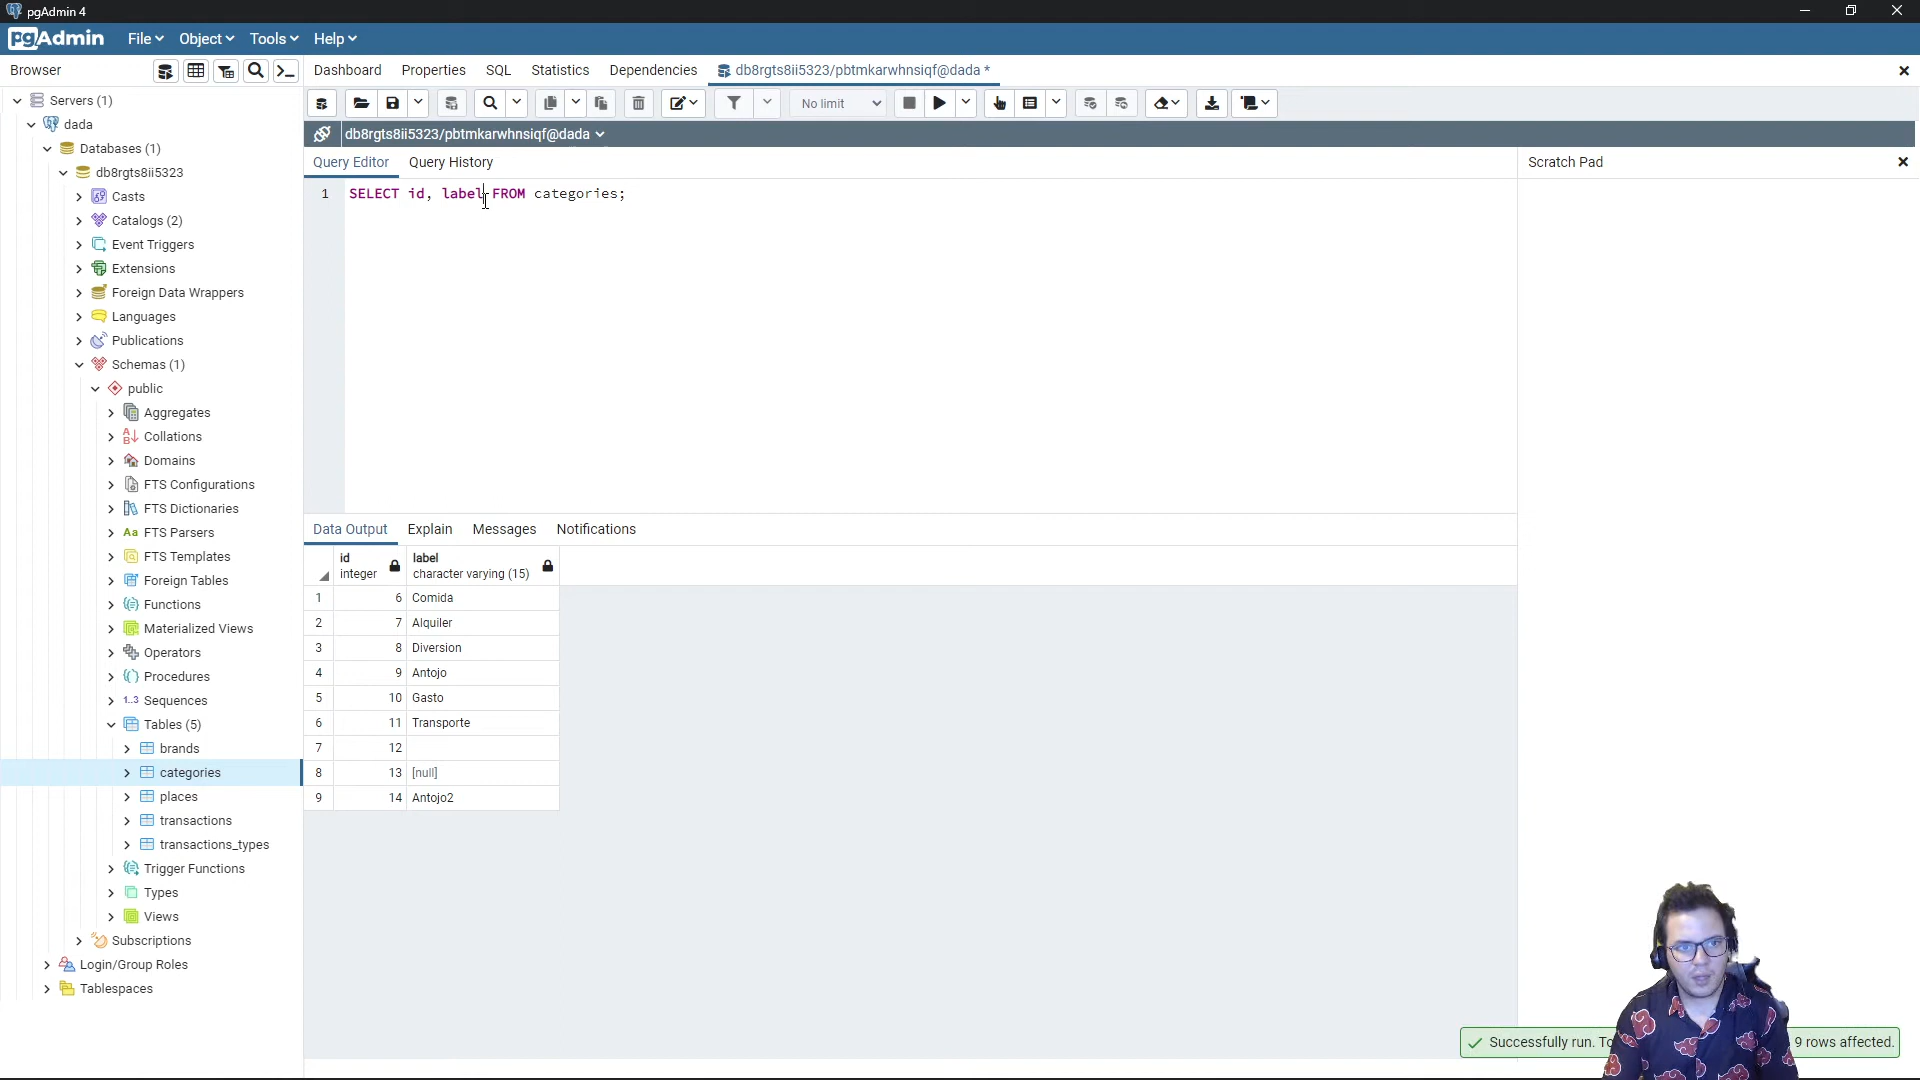 pgAdmin 4
pgAdmin File Object Tools Help
Browser
Dashboard Properties SQL Statistics Dependencies db8rgts8ii5323/pbtmkarwhnsiqf@dada *
No limit
db8rgts8ii5323/pbtmkarwhnsiqf@dada
Query Editor Query History
Scratch Pad
1 SELECT id, label FROM categories;
Servers (1)
dada
Databases (1)
db8rgts8ii5323
Casts
Catalogs (2)
Event Triggers
Extensions
Foreign Data Wrappers
Languages
Publications
Schemas (1)
public
Aggregates
Collations
Domains
FTS Configurations
FTS Dictionaries
Aa FTS Parsers
FTS Templates
Foreign Tables
Functions
Materialized Views
Operators
Procedures
1..3 Sequences
Tables (5)
brands
categories
places
transactions
transactions_types
Trigger Functions
Types
Views
Subscriptions
Login/Group Roles
Tablespaces
Data Output Explain Messages Notifications
id label
integer character varying (15)
1 6 Comida
2 7 Alquiler
3 8 Diversion
4 9 Antojo
5 10 Gasto
6 11 Transporte
7 12
8 13 [null]
9 14 Antojo2
Successfully run. 9 rows affected.